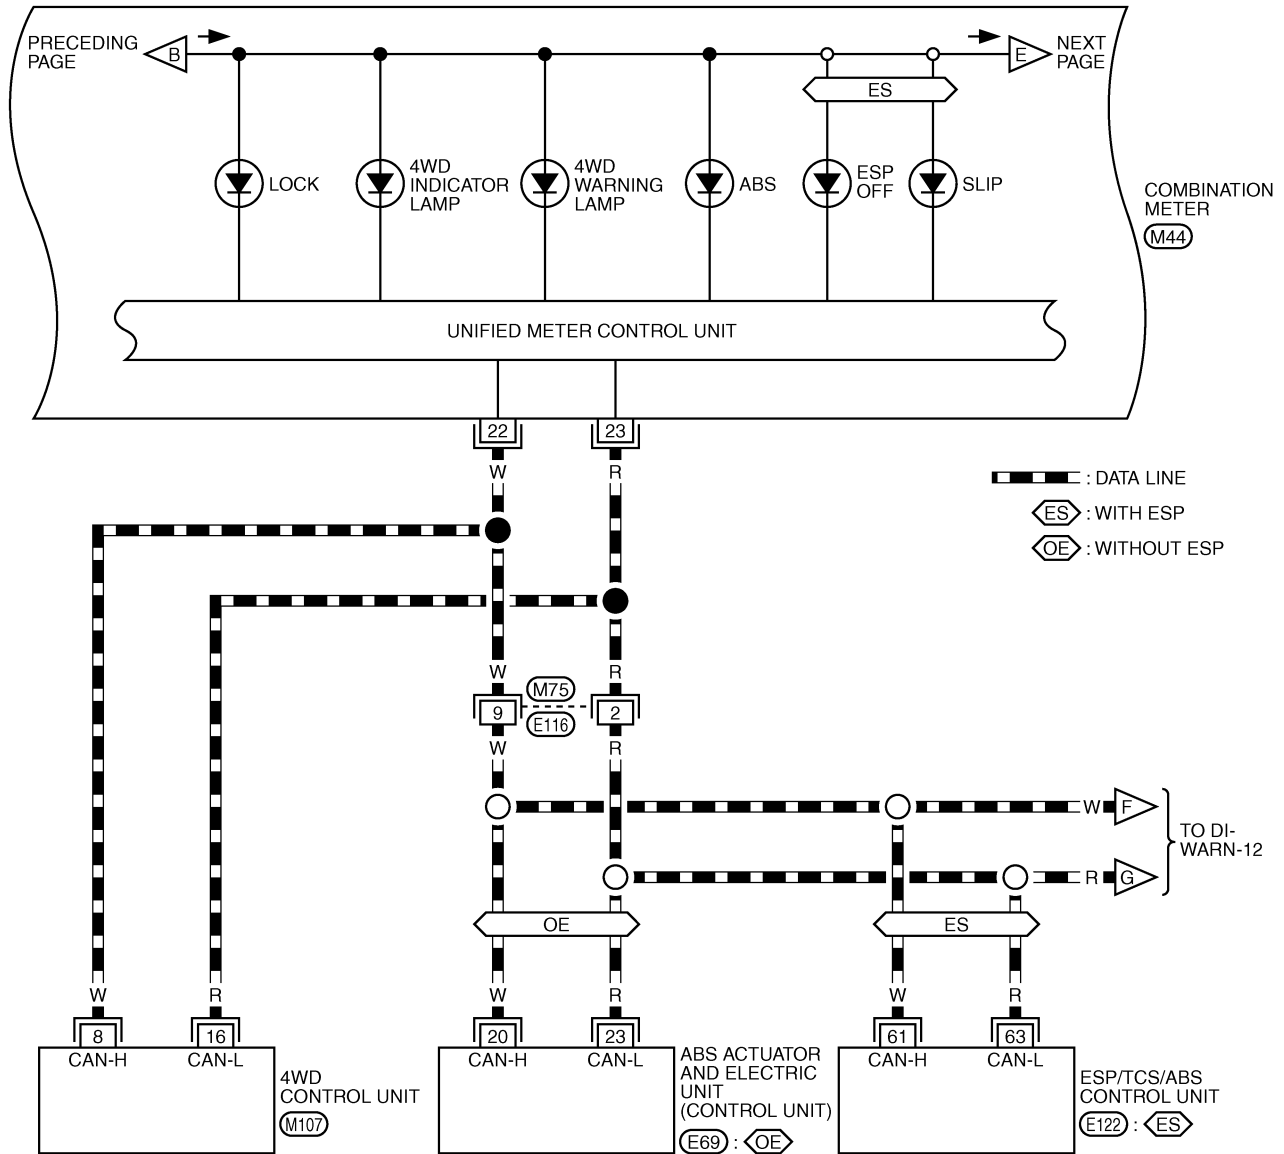 PRECEDING
PAGE
B
E
NEXT
PAGE
ES
LOCK
4WD
INDICATOR
LAMP
4WD
WARNING
LAMP
ABS
ESP
OFF
SLIP
COMBINATION
METER
M44
UNIFIED METER CONTROL UNIT
22
23
W
R
: DATA LINE
ES : WITH ESP
OE : WITHOUT ESP
W
R
M75
9
2
E116
W
R
W
F
TO DI-
WARN-12
R
G
OE
ES
W
R
W
R
W
R
8
16
20
23
61
63
CAN-H
CAN-L
CAN-H
CAN-L
CAN-H
CAN-L
4WD
CONTROL UNIT
M107
ABS ACTUATOR
AND ELECTRIC
UNIT
(CONTROL UNIT)
E69 : OE
ESP/TCS/ABS
CONTROL UNIT
E122 : ES